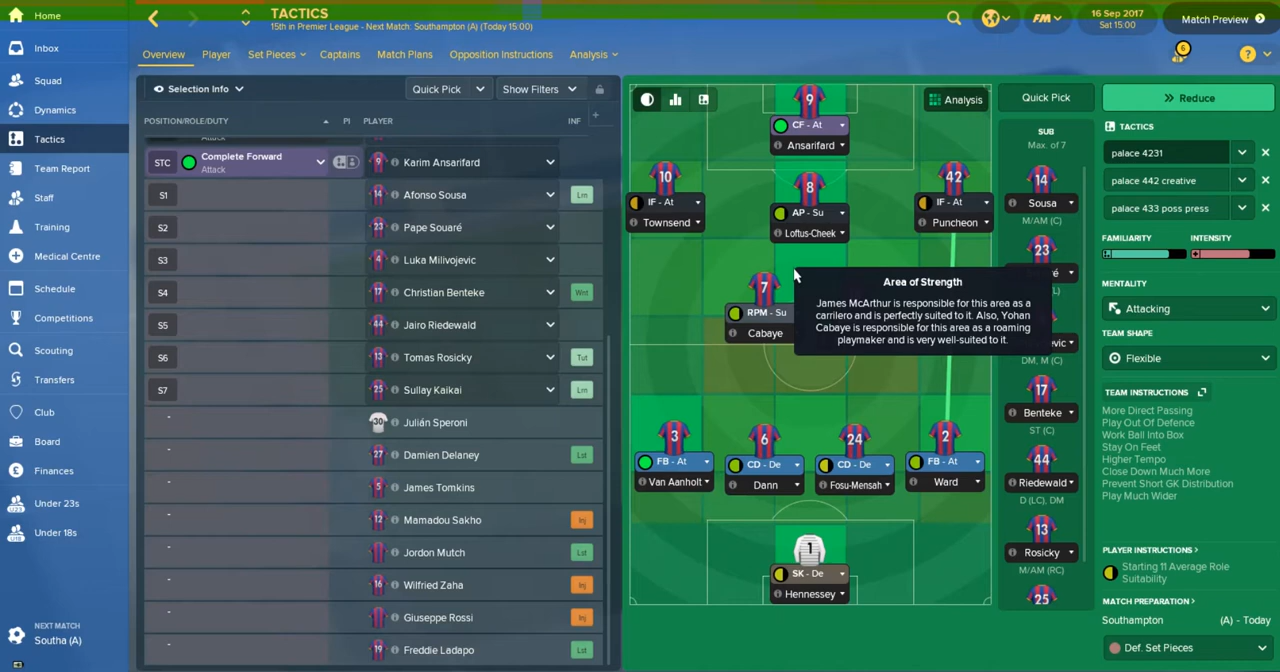 Home
TACTICS
15th in Premier League - Next Match: Southampton (A) (Today 15:00)
FM
16 Sep 2017
Sat 15:00
Match Preview
Inbox
Squad
Dynamics
Tactics
Team Report
Staff
Training
Medical Centre
Schedule
Competitions
Scouting
Transfers
Club
Board
Finances
U23s
Under 23s
U18s
Under 18s
NEXT MATCH
Southa (A)
Overview
Player
Set Pieces
Captains
Match Plans
Opposition Instructions
Analysis
6
?
Selection Info
Quick Pick
Show Filters
POSITION/ROLE/DUTY
PI
PLAYER
INF
STC
Complete Forward
Attack
9
Karim Ansarifard
S1
14
Afonso Sousa
Lrn
S2
23
Pape Souaré
S3
4
Luka Milivojevic
S4
17
Christian Benteke
Wnt
S5
44
Jairo Riedewald
S6
13
Tomas Rosicky
Tut
S7
25
Sullay Kaikai
Lrn
-
30
Julián Speroni
-
27
Damien Delaney
Lst
-
5
James Tomkins
-
12
Mamadou Sakho
Inj
-
Jordon Mutch
Lst
-
16
Wilfried Zaha
Inj
-
Giuseppe Rossi
Inj
-
19
Freddie Ladapo
Lst
Analysis
9
CF - At
Ansarifard
10
IF - At
Townsend
8
AP - Su
Loftus-Cheek
42
IF - At
Puncheon
7
RPM - Su
Cabaye
Area of Strength
James McArthur is responsible for this area as a
carrilero and is perfectly suited to it. Also, Yohan
Cabaye is responsible for this area as a roaming
playmaker and is very well-suited to it.
3
FB - At
Van Aanholt
6
CD - De
Dann
24
CD - De
Fosu-Mensah
2
FB - At
Ward
1
SK - De
Hennessey
Quick Pick
SUB
Max. of 7
14
Sousa
M/AM (C)
23
DM, M (C)
17
Benteke
ST (C)
44
Riedewald
D (LC), DM
13
Rosicky
M/AM (RC)
25
Reduce
TACTICS
palace 4231
palace 442 creative
palace 433 poss press
FAMILIARITY
INTENSITY
MENTALITY
Attacking
TEAM SHAPE
Flexible
TEAM INSTRUCTIONS
More Direct Passing
Play Out Of Defence
Work Ball Into Box
Stay On Feet
Higher Tempo
Close Down Much More
Prevent Short GK Distribution
Play Much Wider
PLAYER INSTRUCTIONS >
Starting 11 Average Role
Suitability
MATCH PREPARATION >
Southampton
(A) - Today
Def. Set Pieces